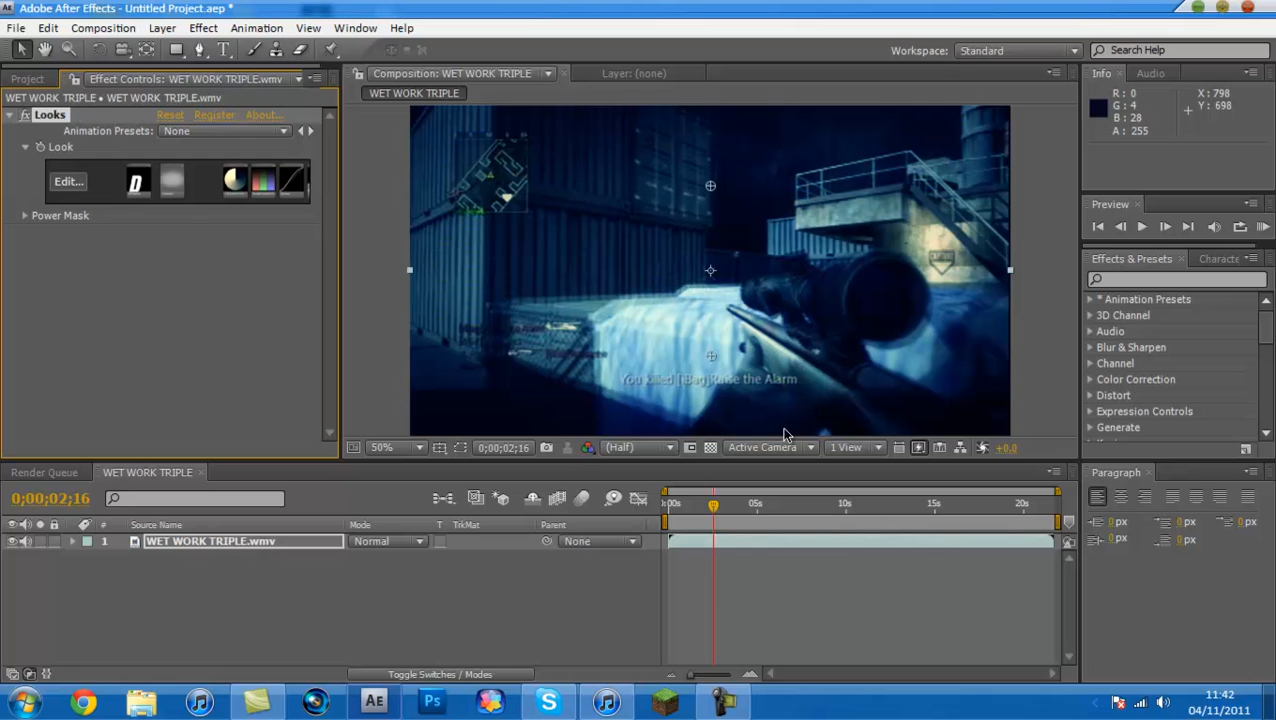 Adobe After Effects - Untitled Project.aep *
File Edit Composition Layer Effect Animation View Window Help
Workspace: Standard Search Help
Project Effect Controls: WET WORK TRIPLE.wmv
WET WORK TRIPLE • WET WORK TRIPLE.wmv
fx Looks Reset Register About...
Animation Presets: None
Look
Edit...
Power Mask
Composition: WET WORK TRIPLE Layer: (none)
WET WORK TRIPLE
You killed [iBag]Raise the Alarm
50% 0;00;02;16 (Half) Active Camera 1 View +0.0
Info Audio
R: 0 X: 798
G: 4 Y: 698
B: 28
A: 255
Preview
Effects & Presets Characte
* Animation Presets
3D Channel
Audio
Blur & Sharpen
Channel
Color Correction
Distort
Expression Controls
Generate
Render Queue WET WORK TRIPLE
0;00;02;16
:00s 05s 10s 15s 20s
# Source Name Mode T TrkMat Parent
1 WET WORK TRIPLE.wmv Normal None
Toggle Switches / Modes
Paragraph
0 px 0 px 0 px
0 px 0 px
Ae Ps
11:42
04/11/2011